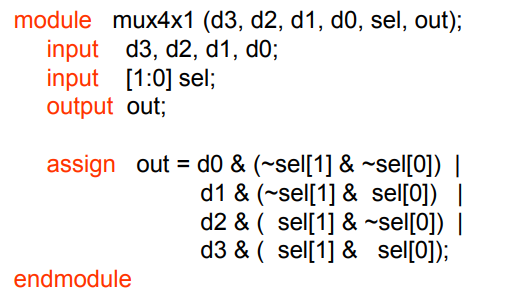 module mux4x1 (d3, d2, d1, d0, sel, out);
input d3, d2, d1, d0;
input [1:0] sel;
output out;
assign out = d0 & (~sel[1] & ~sel[0]) |
d1 & (~sel[1] & sel[0]) |
d2 & ( sel[1] & ~sel[0]) |
d3 & ( sel[1] & sel[0]);
endmodule